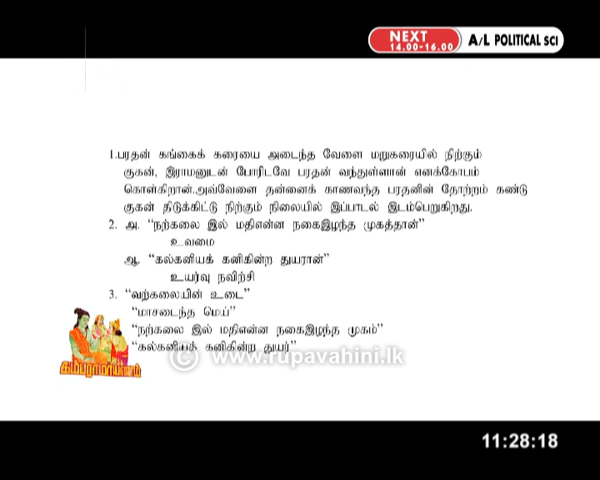 NEXT
14.00-16.00
A/L POLITICAL SCI
1.பரதன் கங்கைக் கரையை அடைந்த வேளை மறுகரையில் நிற்கும்
குகன், இராமனுடன் போரிடவே பரதன் வந்துள்ளான் எனக்கோபம்
கொள்கிறான்.அவ்வேளை தன்னைக் காணவந்த பரதனின் தோற்றம் கண்டு
குகன் திடுக்கிட்டு நிற்கும் நிலையில் இப்பாடல் இடம்பெறுகிறது.
2. அ. “நற்கலை இல் மதிஎன்ன நகைஇழந்த முகத்தான்”
உவமை
ஆ. “கல்கனியக் கனிகின்ற துயரான்”
உயர்வு நவிற்சி
3. “வற்கலையின் உடை”
“மாசடைந்த மெய்”
“நற்கலை இல் மதிஎன்ன நகைஇழந்த முகம்”
“கல்கனியக் கனிகின்ற துயர்”
© www.rupavahini.lk
கம்பராமாயணம்
11:28:18